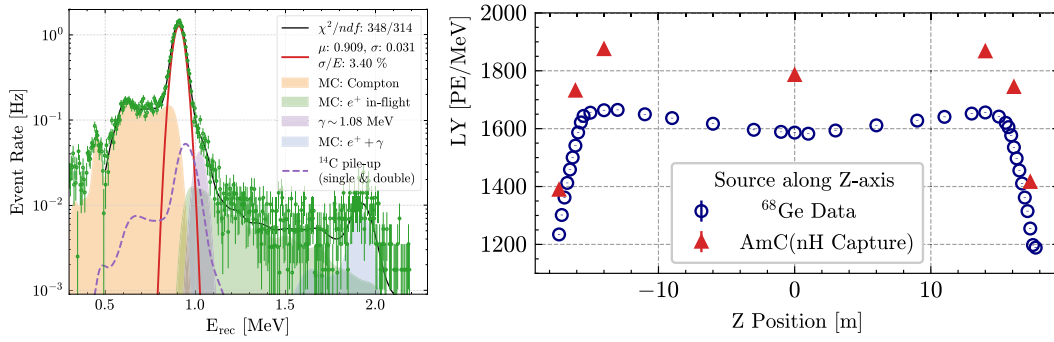 Event Rate [Hz]
10⁰
10⁻¹
10⁻²
10⁻³
χ²/ndf: 348/314
μ: 0.909, σ: 0.031
σ/E: 3.40 %
MC: Compton
MC: e⁺ in-flight
γ ~ 1.08 MeV
MC: e⁺ + γ
¹⁴C pile-up
(single & double)
0.5 1.0 1.5 2.0
E_rec [MeV]
LY [PE/MeV]
2000
1800
1600
1400
1200
Source along Z-axis
⁶⁸Ge Data
AmC(nH Capture)
−10 0 10
Z Position [m]